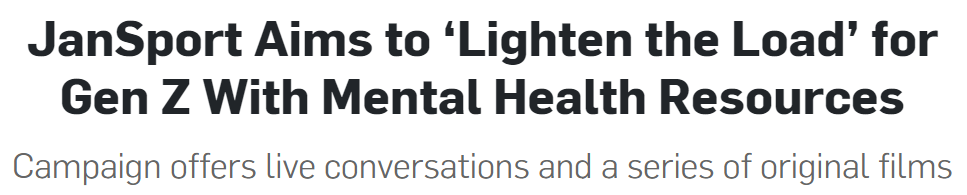 JanSport Aims to ‘Lighten the Load’ for
Gen Z With Mental Health Resources
Campaign offers live conversations and a series of original films